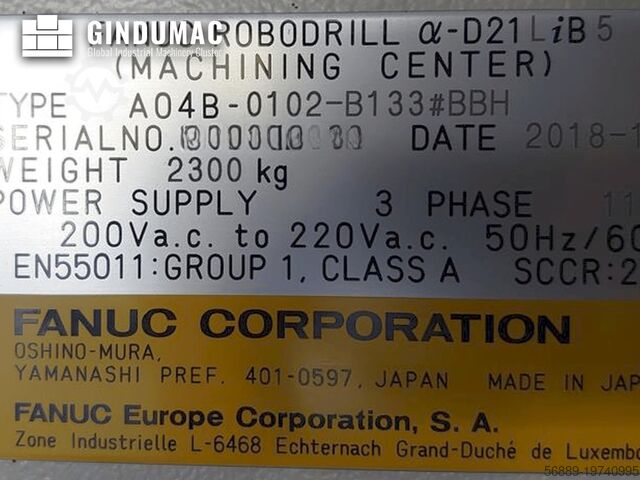 GINDUMAC
Global Industrial Machinery Cluster
ROBODRILL α-D21LiB5
(MACHINING CENTER)
TYPE A04B-0102-B133#BBH
SERIALNO. DATE 2018-1
WEIGHT 2300 kg
POWER SUPPLY 3 PHASE 11
200Va.c. to 220Va.c. 50Hz/60
EN55011:GROUP 1, CLASS A SCCR:2
FANUC CORPORATION
OSHINO-MURA,
YAMANASHI PREF. 401-0597, JAPAN MADE IN JAP
FANUC Europe Corporation, S. A.
Zone Industrielle L-6468 Echternach Grand-Duché de Luxembo
56889-19740995